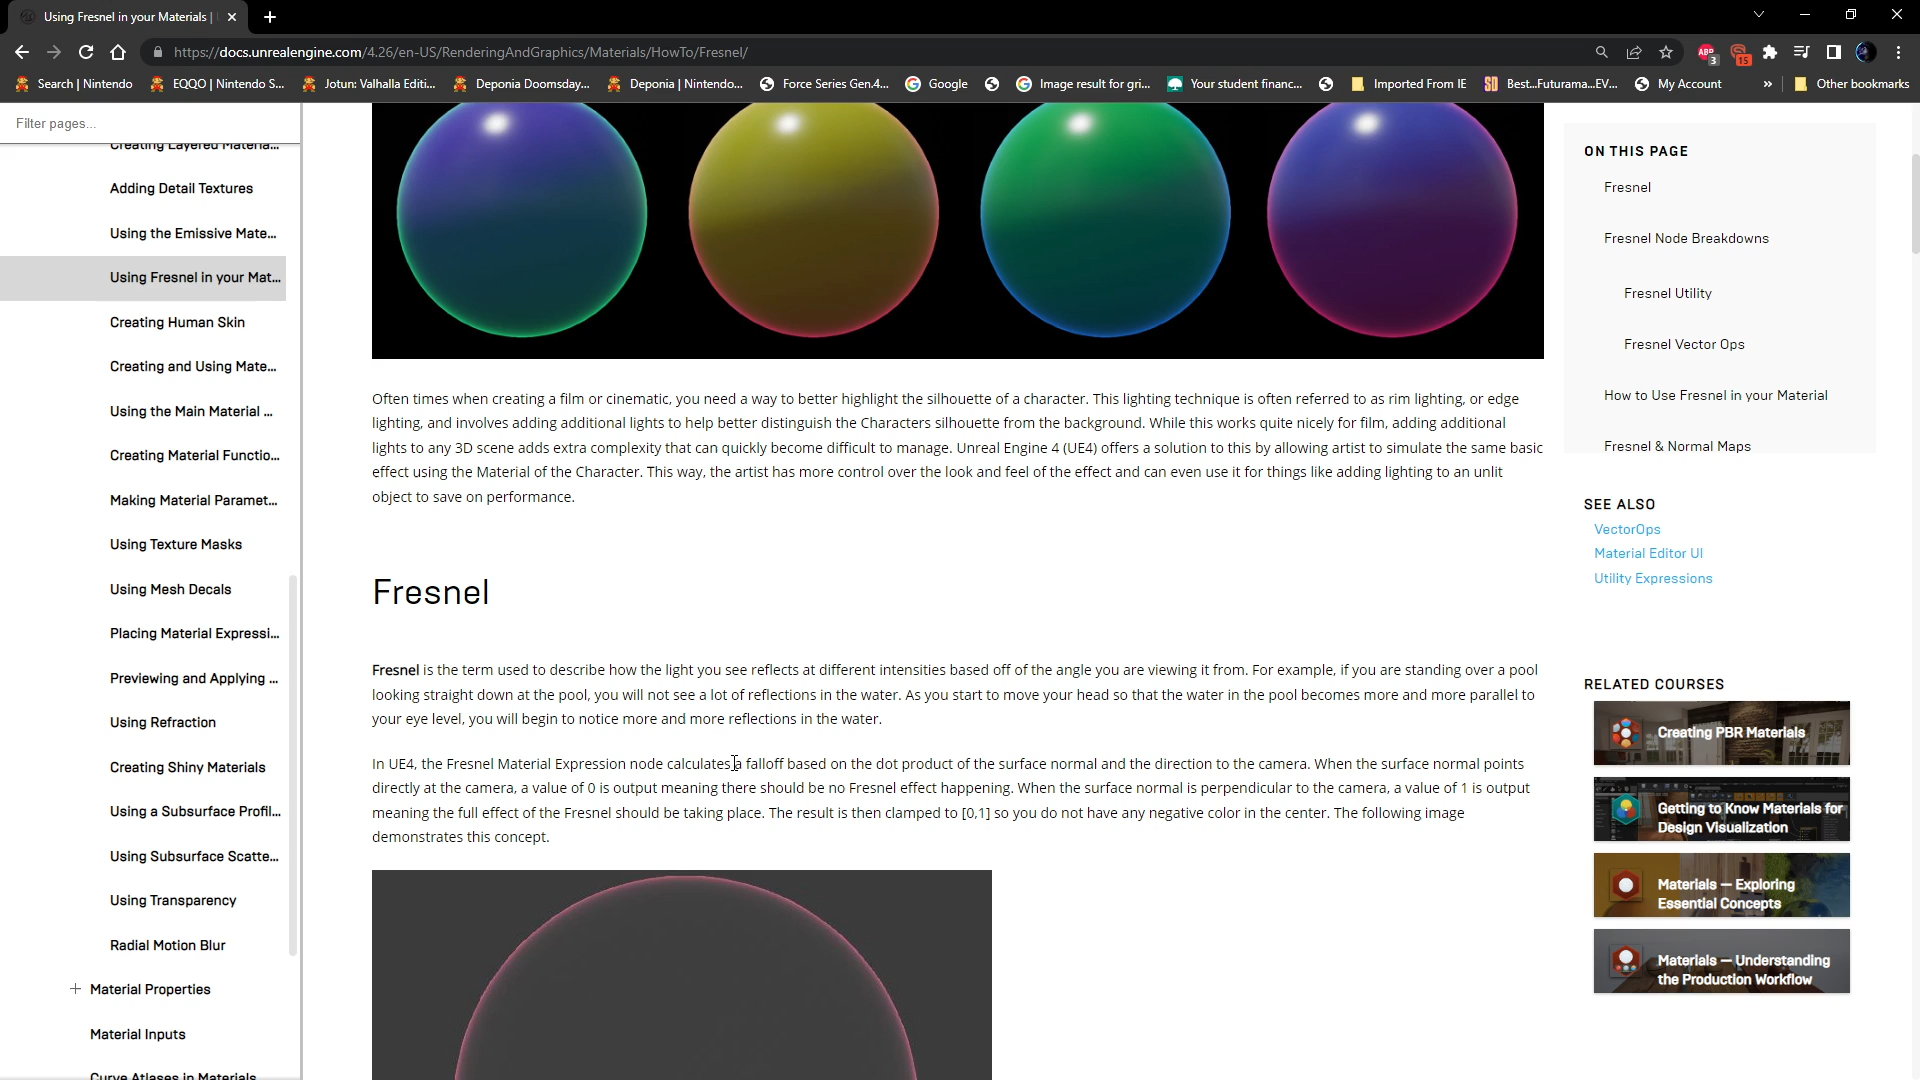 Using Fresnel in your Materials |
https://docs.unrealengine.com/4.26/en-US/RenderingAndGraphics/Materials/HowTo/Fresnel/
ABP
3
15
Search | Nintendo
EQQO | Nintendo S...
Jotun: Valhalla Editi...
Deponia Doomsday...
Deponia | Nintendo...
Force Series Gen.4...
Google
Image result for gri...
Your student financ...
Imported From IE
SD
Best...Futurama...EV...
My Account
»
Other bookmarks
Filter pages...
Creating Layered Materia...
Adding Detail Textures
Using the Emissive Mate...
Using Fresnel in your Mat...
Creating Human Skin
Creating and Using Mate...
Using the Main Material ...
Creating Material Functio...
Making Material Paramet...
Using Texture Masks
Using Mesh Decals
Placing Material Expressi...
Previewing and Applying ...
Using Refraction
Creating Shiny Materials
Using a Subsurface Profil...
Using Subsurface Scatte...
Using Transparency
Radial Motion Blur
Material Properties
Material Inputs
Curve Atlases in Materials
Often times when creating a film or cinematic, you need a way to better highlight the silhouette of a character. This lighting technique is often referred to as rim lighting, or edge
lighting, and involves adding additional lights to help better distinguish the Characters silhouette from the background. While this works quite nicely for film, adding additional
lights to any 3D scene adds extra complexity that can quickly become difficult to manage. Unreal Engine 4 (UE4) offers a solution to this by allowing artist to simulate the same basic
effect using the Material of the Character. This way, the artist has more control over the look and feel of the effect and can even use it for things like adding lighting to an unlit
object to save on performance.
Fresnel
Fresnel is the term used to describe how the light you see reflects at different intensities based off of the angle you are viewing it from. For example, if you are standing over a pool
looking straight down at the pool, you will not see a lot of reflections in the water. As you start to move your head so that the water in the pool becomes more and more parallel to
your eye level, you will begin to notice more and more reflections in the water.
In UE4, the Fresnel Material Expression node calculates a falloff based on the dot product of the surface normal and the direction to the camera. When the surface normal points
directly at the camera, a value of 0 is output meaning there should be no Fresnel effect happening. When the surface normal is perpendicular to the camera, a value of 1 is output
meaning the full effect of the Fresnel should be taking place. The result is then clamped to [0,1] so you do not have any negative color in the center. The following image
demonstrates this concept.
ON THIS PAGE
Fresnel
Fresnel Node Breakdowns
Fresnel Utility
Fresnel Vector Ops
How to Use Fresnel in your Material
Fresnel & Normal Maps
SEE ALSO
VectorOps
Material Editor UI
Utility Expressions
RELATED COURSES
Creating PBR Materials
Getting to Know Materials for
Design Visualization
Materials — Exploring
Essential Concepts
Materials — Understanding
the Production Workflow